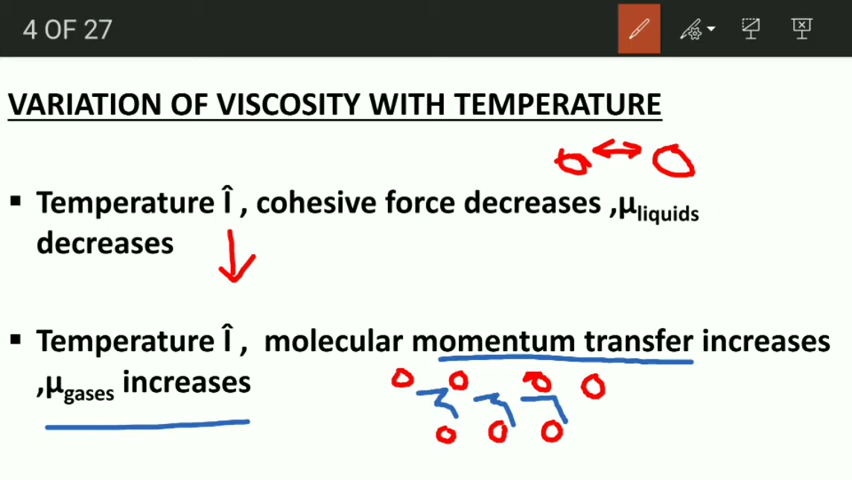 4 OF 27
VARIATION OF VISCOSITY WITH TEMPERATURE
▪ Temperature Î , cohesive force decreases ,μliquids
decreases
▪ Temperature Î , molecular momentum transfer increases
,μgases increases